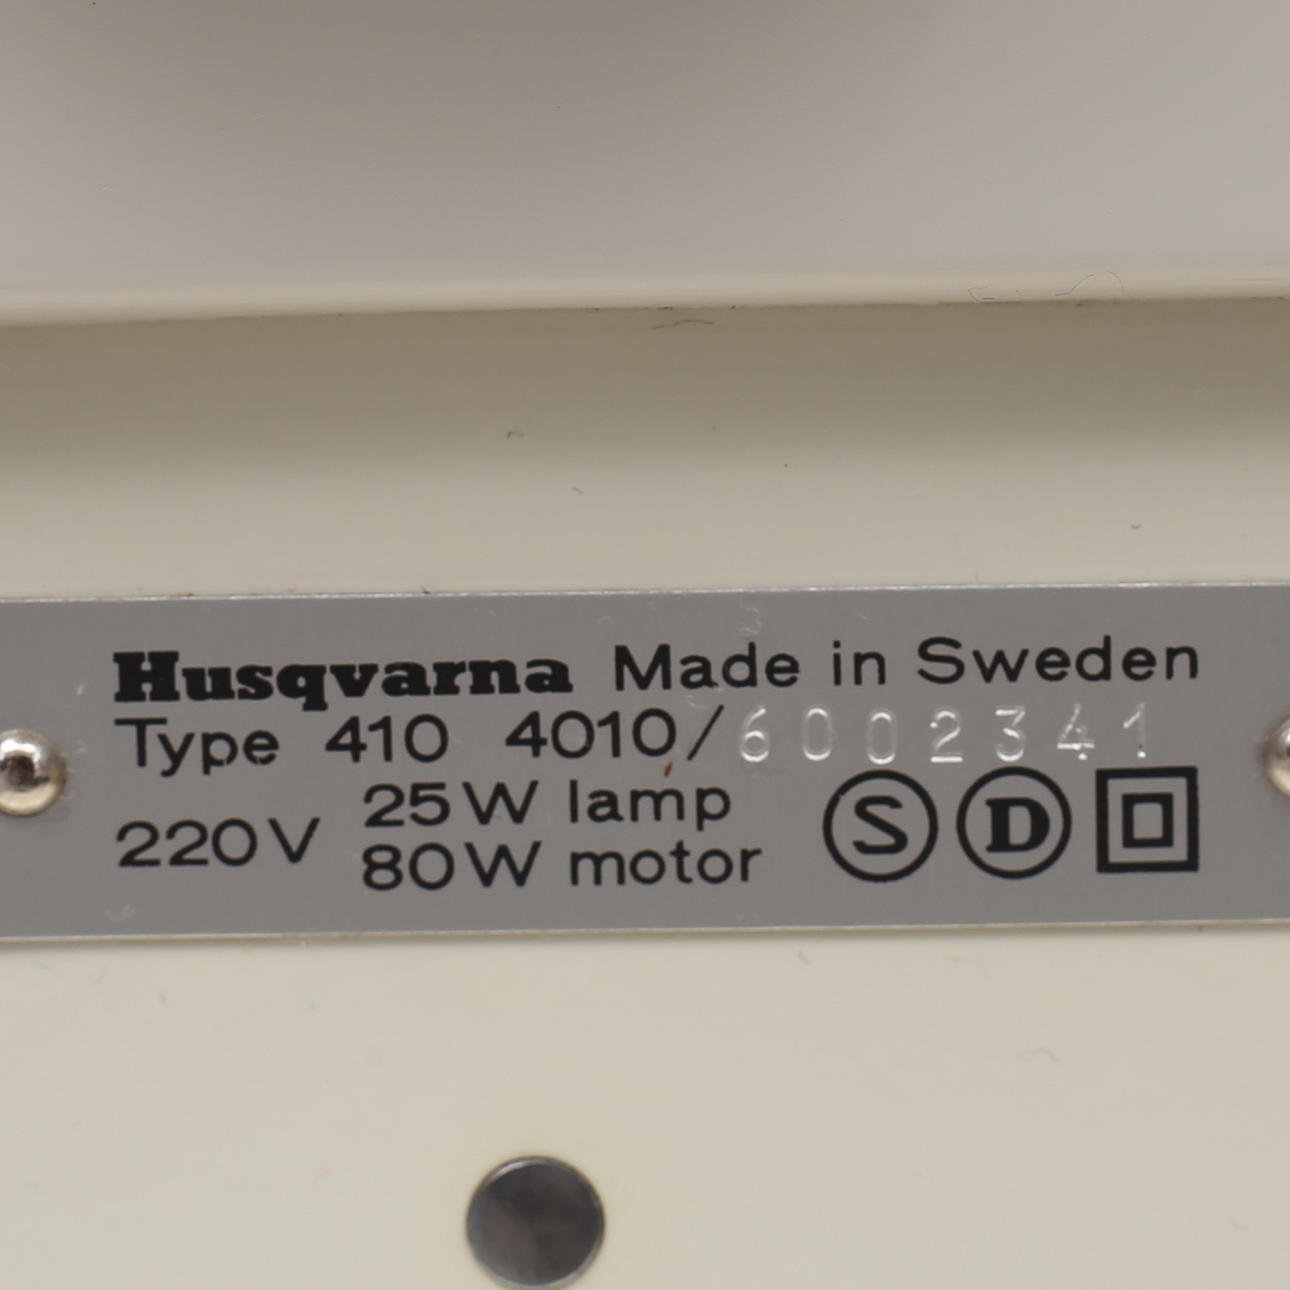 Husqvarna Made in Sweden
Type 410 4010/6002341
220V 25W lamp
80W motor
S D